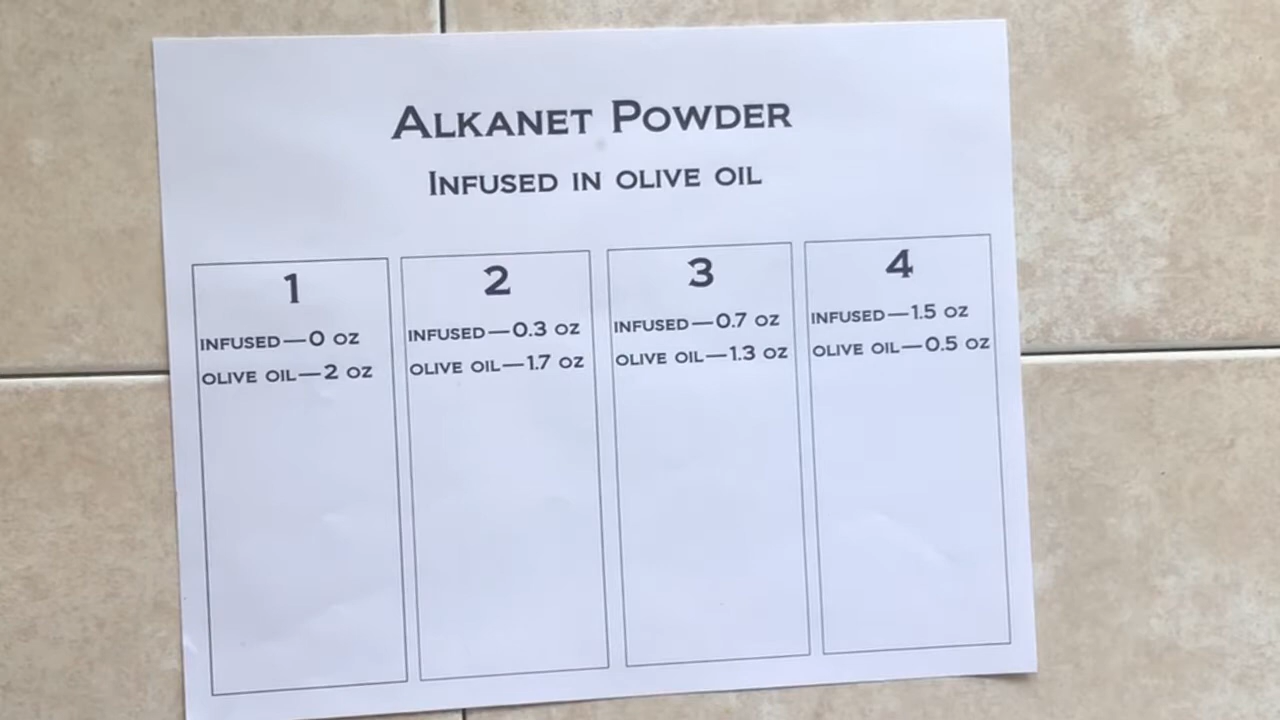 Alkanet Powder
Infused in olive oil
1
infused—0 oz
olive oil—2 oz
2
infused—0.3 oz
olive oil—1.7 oz
3
infused—0.7 oz
olive oil—1.3 oz
4
infused—1.5 oz
olive oil—0.5 oz